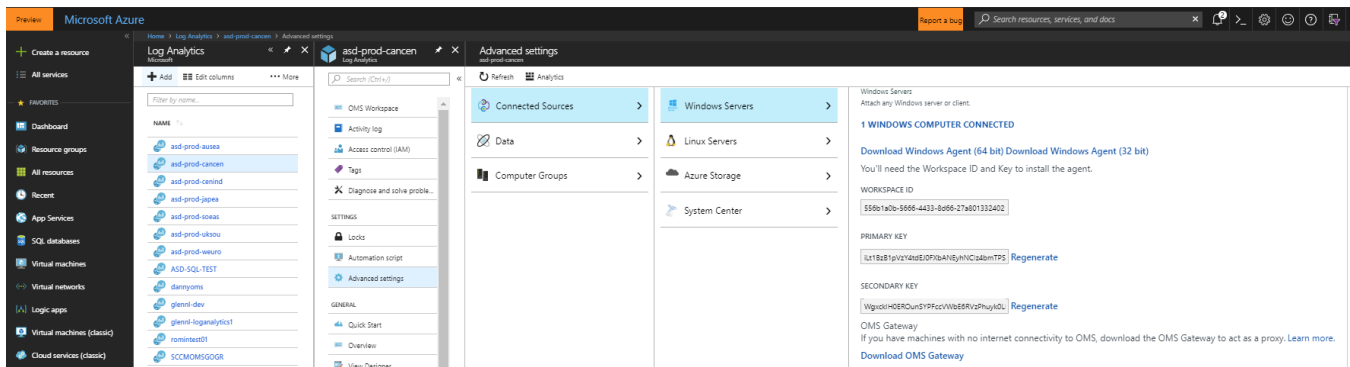 Preview
Microsoft Azure
Report a bug
Search resources, services, and docs
2
Home > Log Analytics > asd-prod-cancen > Advanced settings
Create a resource
All services
FAVORITES
Dashboard
Resource groups
All resources
Recent
App Services
SQL databases
Virtual machines
Virtual networks
Logic apps
Virtual machines (classic)
Cloud services (classic)
Log Analytics
Microsoft
Add
Edit columns
••• More
Filter by name...
NAME
asd-prod-ausea
asd-prod-cancen
asd-prod-cenind
asd-prod-japea
asd-prod-soeas
asd-prod-uksou
asd-prod-weuro
ASD-SQL-TEST
dannyoms
glennl-dev
glennl-loganalytics1
romintest01
SCCMOMSGOGR
asd-prod-cancen
Log Analytics
Search (Ctrl+/)
OMS Workspace
Activity log
Access control (IAM)
Tags
Diagnose and solve proble...
SETTINGS
Locks
Automation script
Advanced settings
GENERAL
Quick Start
Overview
View Designer
Advanced settings
asd-prod-cancen
Refresh
Analytics
Connected Sources
Data
Computer Groups
Windows Servers
Linux Servers
Azure Storage
System Center
Windows Servers
Attach any Windows server or client.
1 WINDOWS COMPUTER CONNECTED
Download Windows Agent (64 bit) Download Windows Agent (32 bit)
You'll need the Workspace ID and Key to install the agent.
WORKSPACE ID
556b1a0b-5666-4433-8d66-27a801332402
PRIMARY KEY
Regenerate
SECONDARY KEY
Regenerate
OMS Gateway
If you have machines with no internet connectivity to OMS, download the OMS Gateway to act as a proxy. Learn more.
Download OMS Gateway